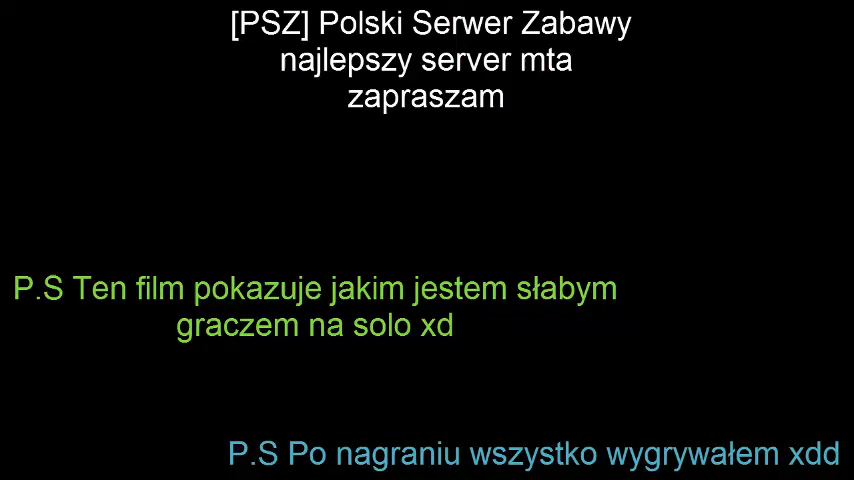 [PSZ] Polski Serwer Zabawy
najlepszy server mta
zapraszam
P.S Ten film pokazuje jakim jestem słabym
graczem na solo xd
P.S Po nagraniu wszystko wygrywałem xdd